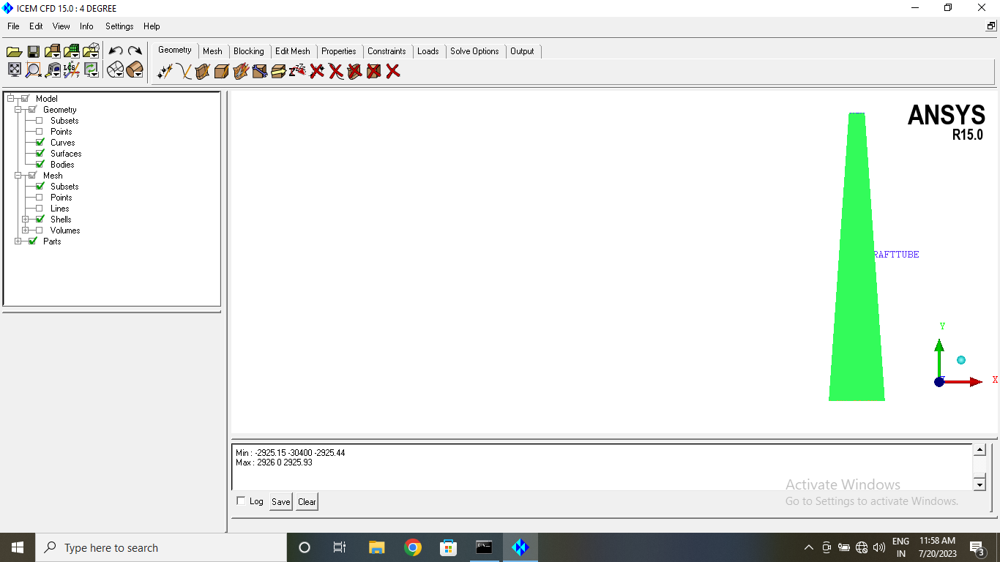 ICEM CFD 15.0 : 4 DEGREE
File Edit View Info Settings Help
Geometry Mesh Blocking Edit Mesh Properties Constraints Loads Solve Options Output
Model
Geometry
Subsets
Points
Curves
Surfaces
Bodies
Mesh
Subsets
Points
Lines
Shells
Volumes
Parts
ANSYS
R15.0
RAFTTUBE
Y
X
Min : -2925.15 -30400 -2925.44
Max : 2926 0 2925.93
Log Save Clear
Activate Windows
Go to Settings to activate Windows.
Type here to search
ENG
IN
11:58 AM
7/20/2023
3